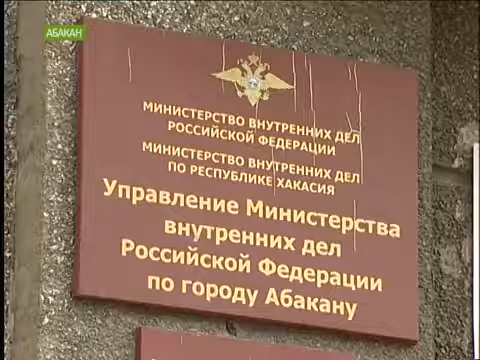 АБАКАН
МИНИСТЕРСТВО ВНУТРЕННИХ ДЕЛ
РОССИЙСКОЙ ФЕДЕРАЦИИ
МИНИСТЕРСТВО ВНУТРЕННИХ ДЕЛ
ПО РЕСПУБЛИКЕ ХАКАСИЯ
Управление Министерства
внутренних дел
Российской Федерации
по городу Абакану